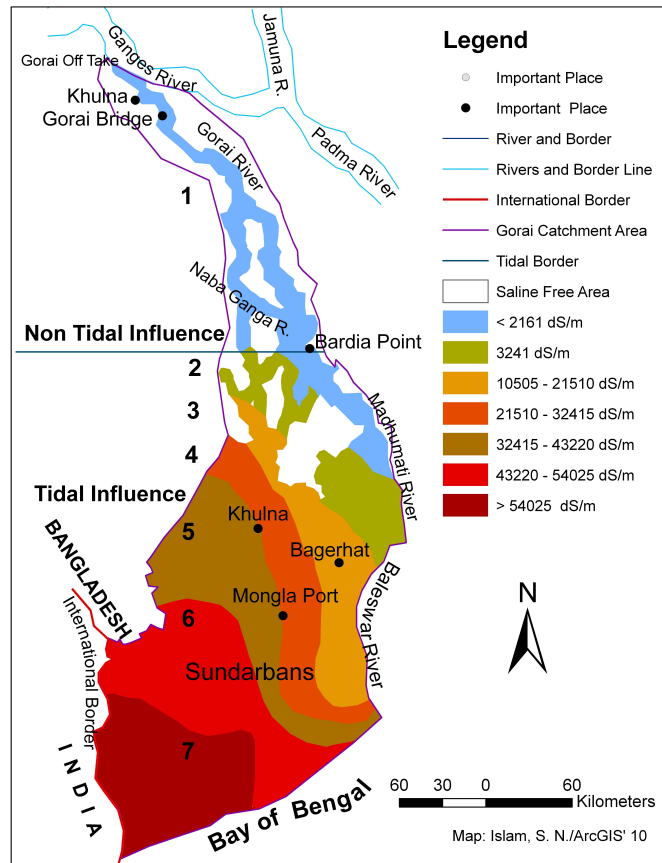 Gorai Off Take
Ganges River
Jamuna R.
Khulna
Gorai Bridge
Gorai River
Padma River
1
Naba Ganga R.
Non Tidal Influence
Bardia Point
2
3
Madhumati River
4
Tidal Influence
Khulna
5
Bagerhat
BANGLADESH
International Border
Mongla Port
6
Baleswar River
Sundarbans
7
INDIA
Bay of Bengal
Legend
Important Place
Important Place
River and Border
Rivers and Border Line
International Border
Gorai Catchment Area
Tidal Border
Saline Free Area
< 2161 dS/m
3241 dS/m
10505 - 21510 dS/m
21510 - 32415 dS/m
32415 - 43220 dS/m
43220 - 54025 dS/m
> 54025 dS/m
N
60 30 0 60
Kilometers
Map: Islam, S. N./ArcGIS' 10